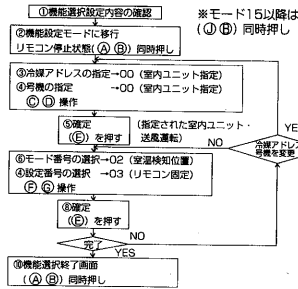 ①機能選択設定内容の確認
※モード15以降は
(Ⓙ Ⓑ) 同時押し
②機能設定モードに移行
リモコン停止状態(Ⓐ Ⓑ) 同時押し
③冷媒アドレスの指定→00 (室内ユニット指定)
④号機の指定 →00 (室内ユニット指定)
Ⓒ Ⓓ 操作
⑤確定
(Ⓔ) を押す
(指定された室内ユニット・
送風運転)
YE
NO
冷媒アドレス
号機を変更
⑥モード番号の選択→02 (室温検知位置)
④設定番号の選択 →03 (リモコン固定)
Ⓕ Ⓖ 操作
⑧確定
(Ⓔ) を押す
完了
NO
YES
⑩機能選択終了画面
(Ⓐ Ⓑ) 同時押し